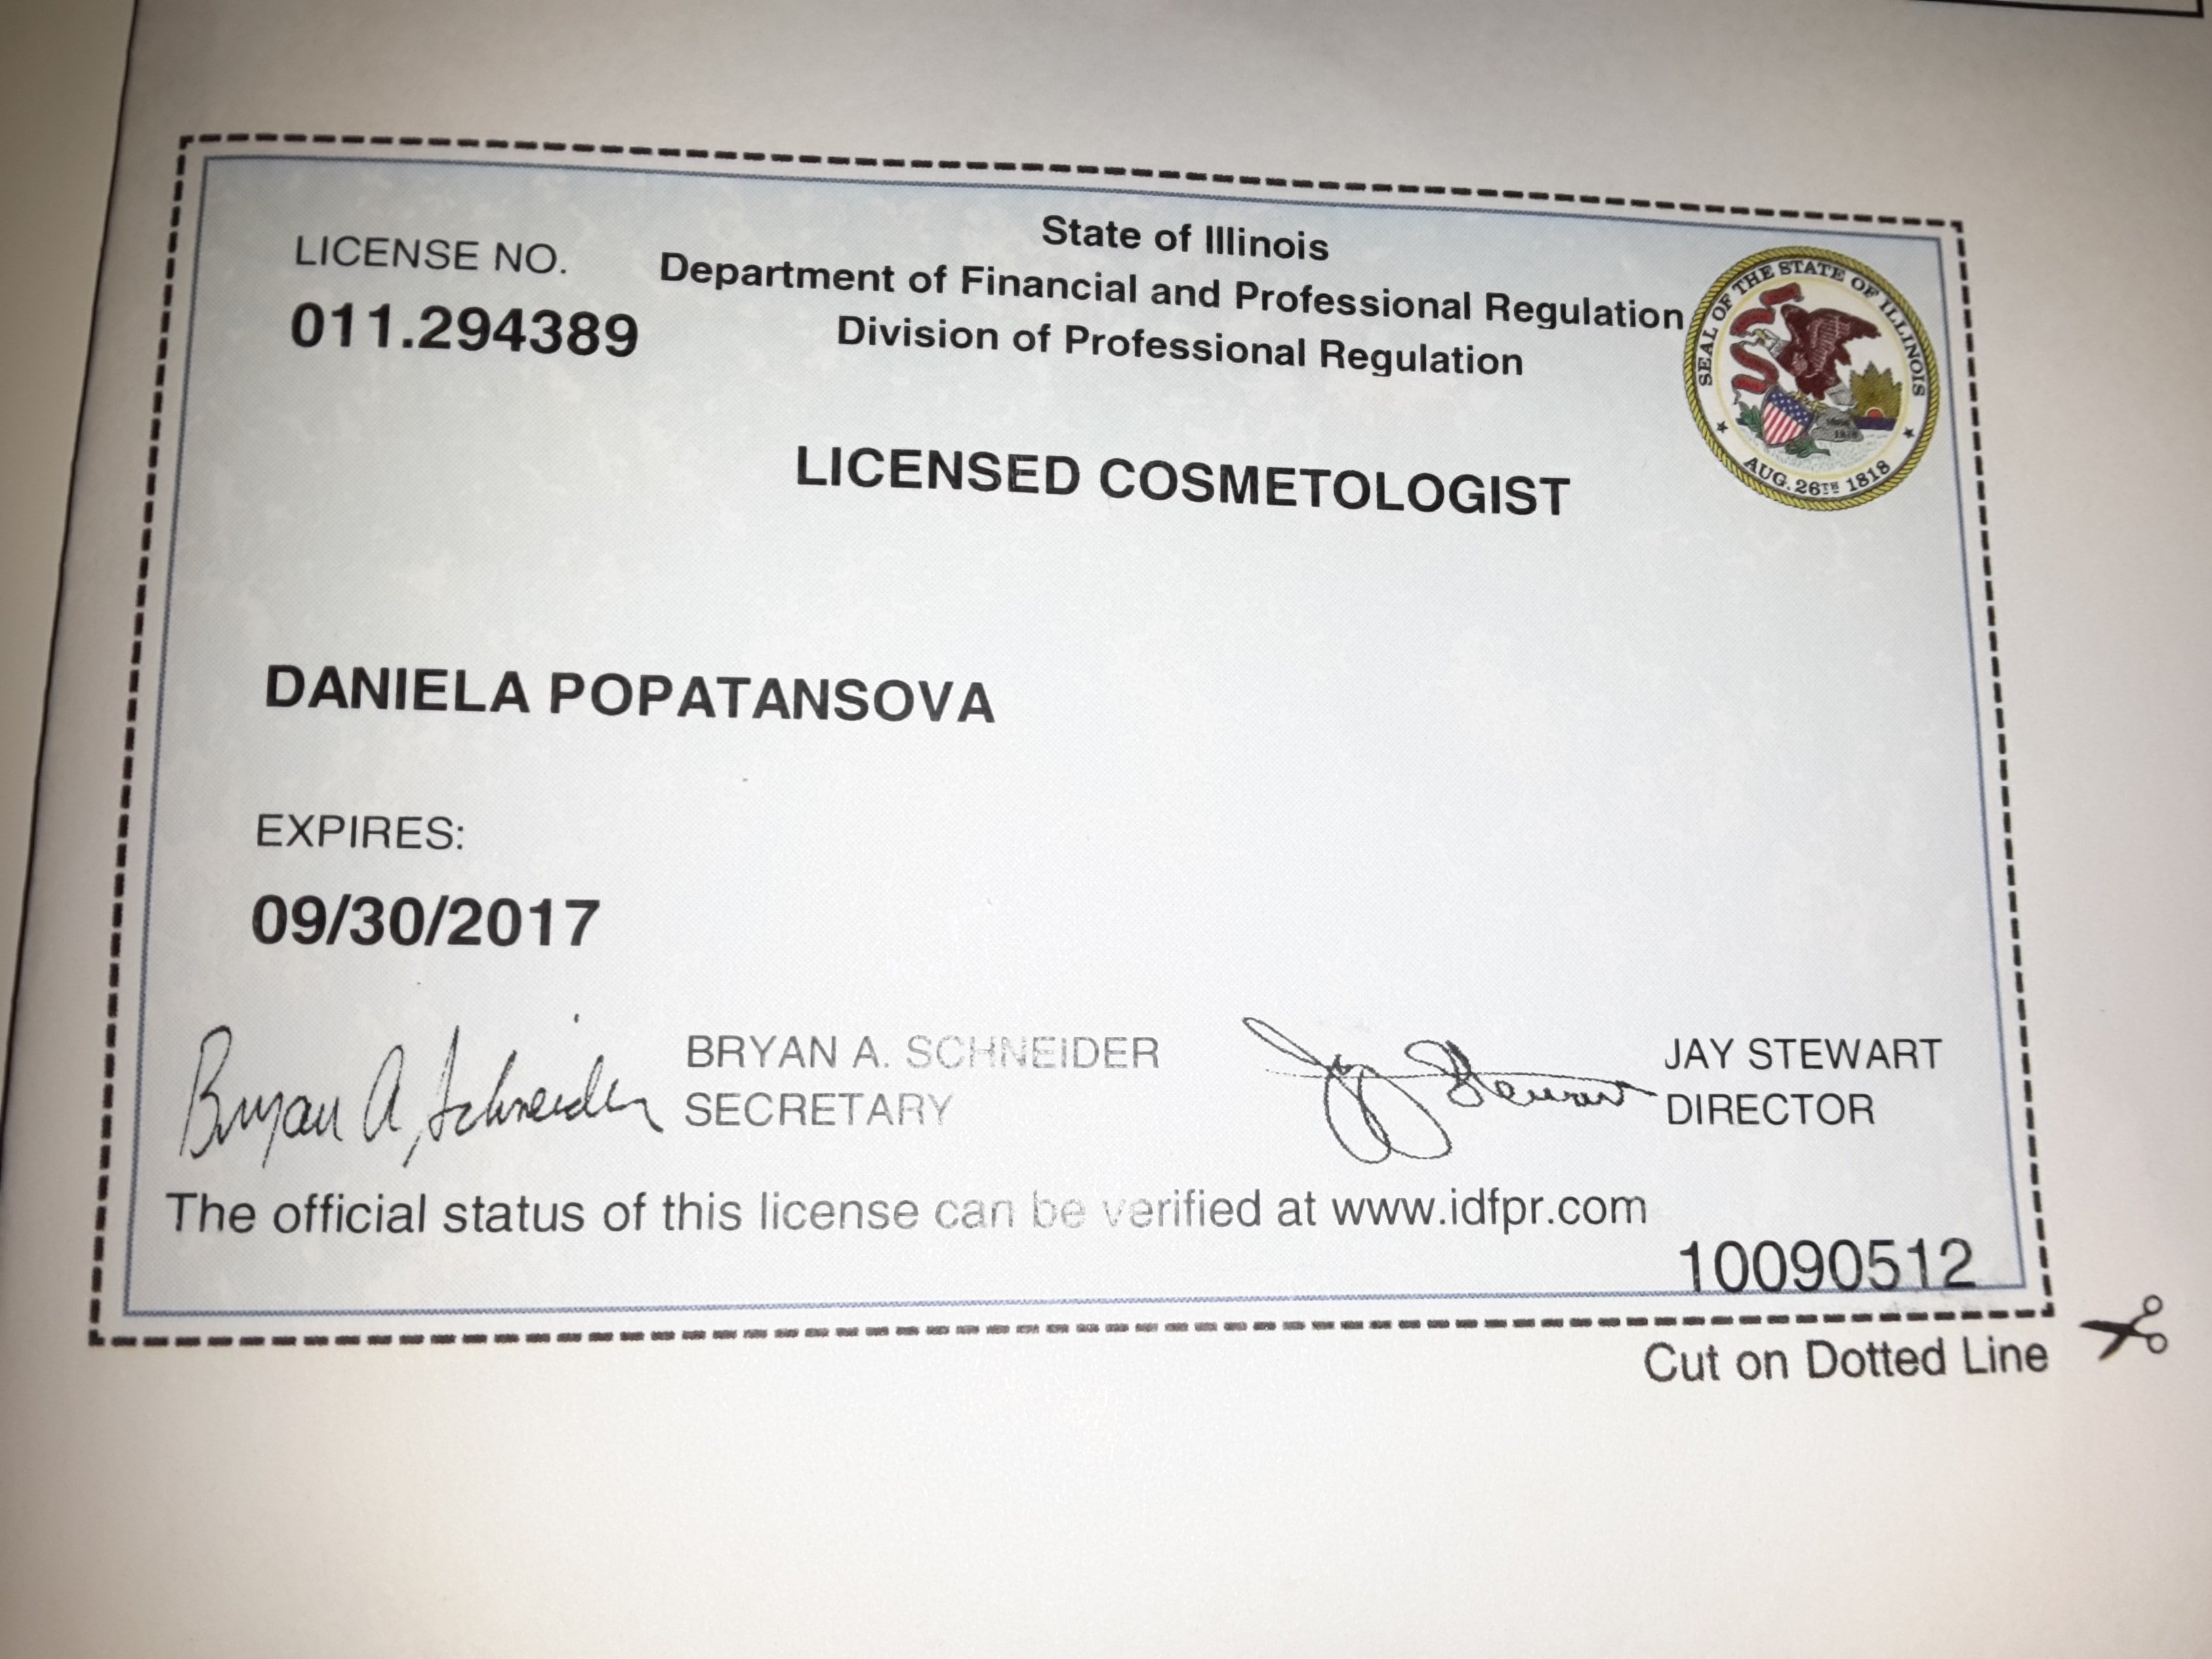 LICENSE NO.
011.294389
State of Illinois
Department of Financial and Professional Regulation
Division of Professional Regulation
SEAL OF THE STATE OF ILLINOIS
AUG. 26TH 1818
LICENSED COSMETOLOGIST
DANIELA POPATANSOVA
EXPIRES:
09/30/2017
Bryan A. Schneider
BRYAN A. SCHNEIDER
SECRETARY
Jay Stewart
JAY STEWART
DIRECTOR
The official status of this license can be verified at www.idfpr.com
10090512
Cut on Dotted Line